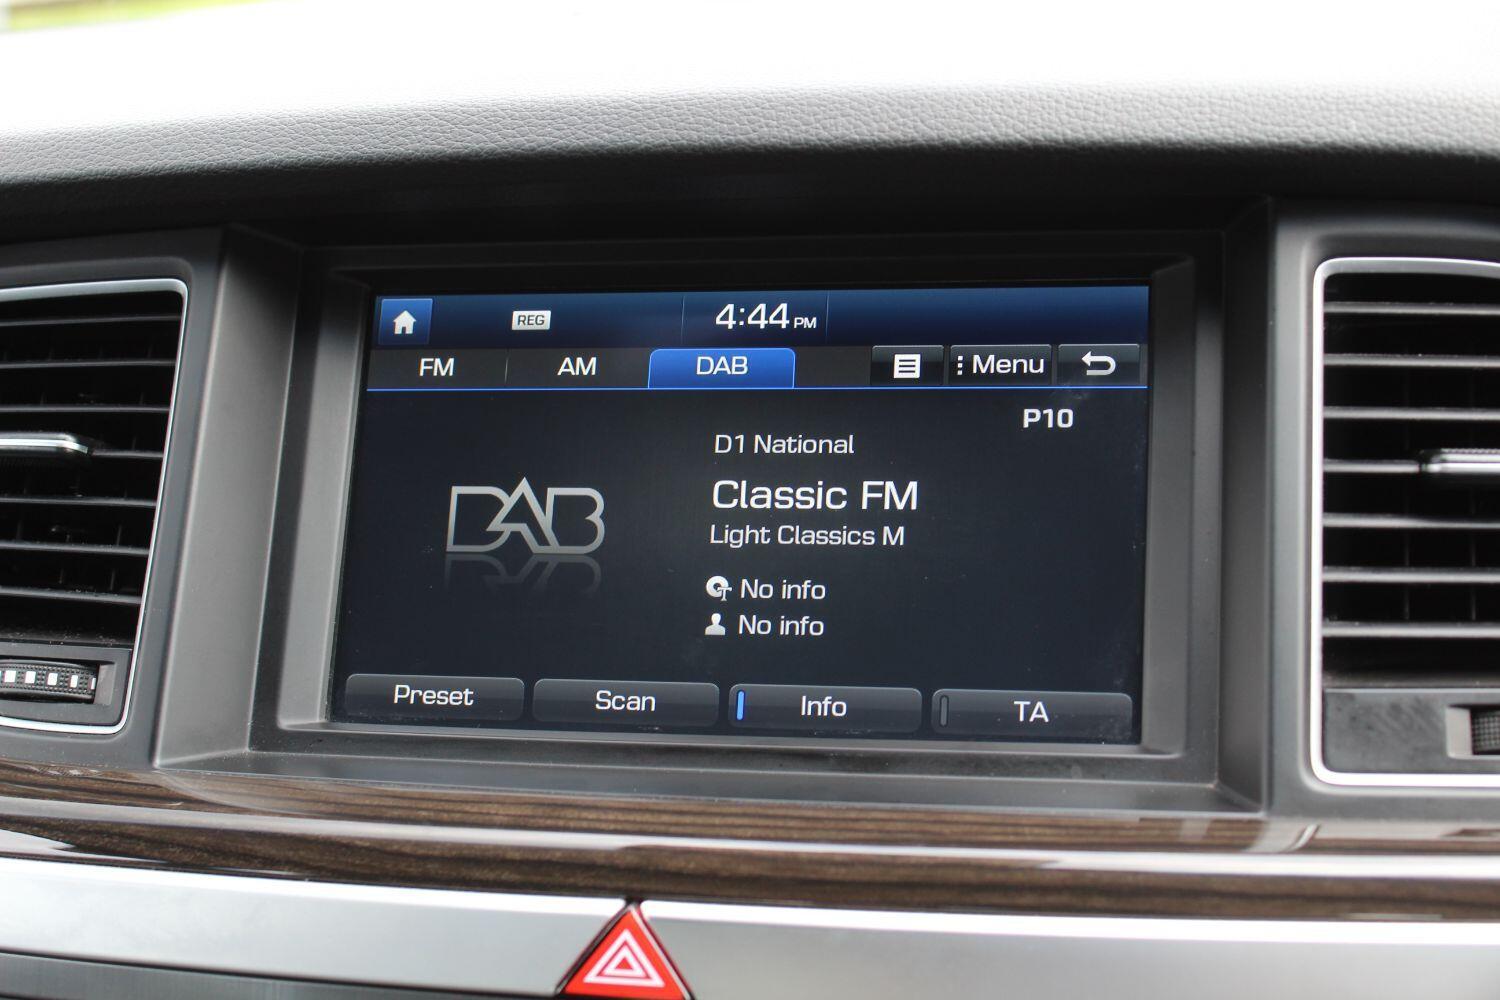 REG
4:44 PM
FM AM DAB Menu
P10
D1 National
DAB
Classic FM
Light Classics M
No info
No info
Preset Scan Info TA